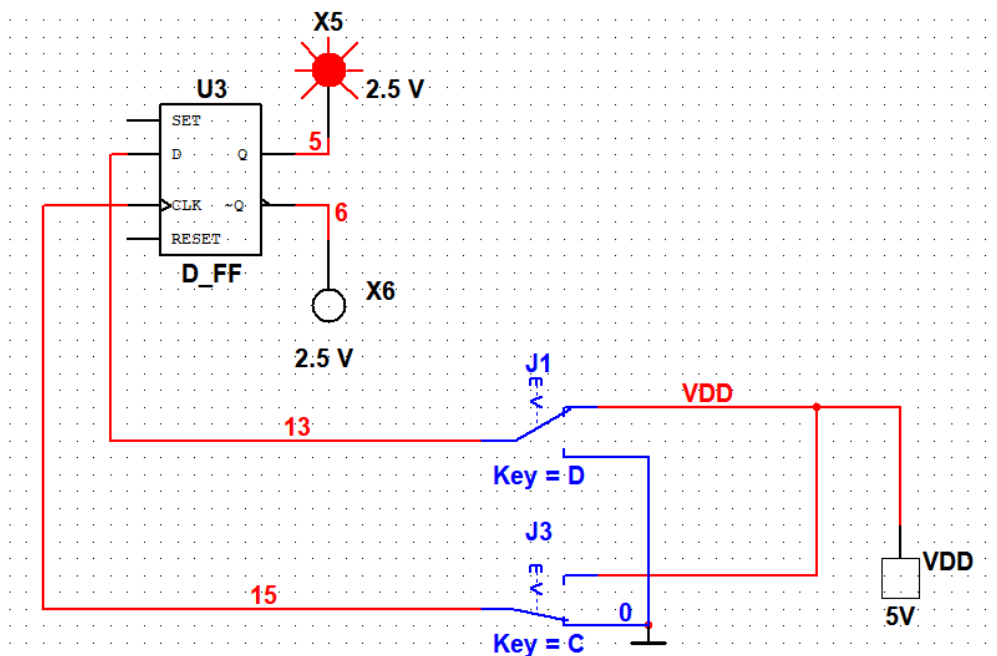 X5
2.5 V
U3
SET
D
Q
5
CLK
~Q
6
RESET
D_FF
X6
2.5 V
J1
VDD
13
Key = D
J3
VDD
15
0
5V
Key = C